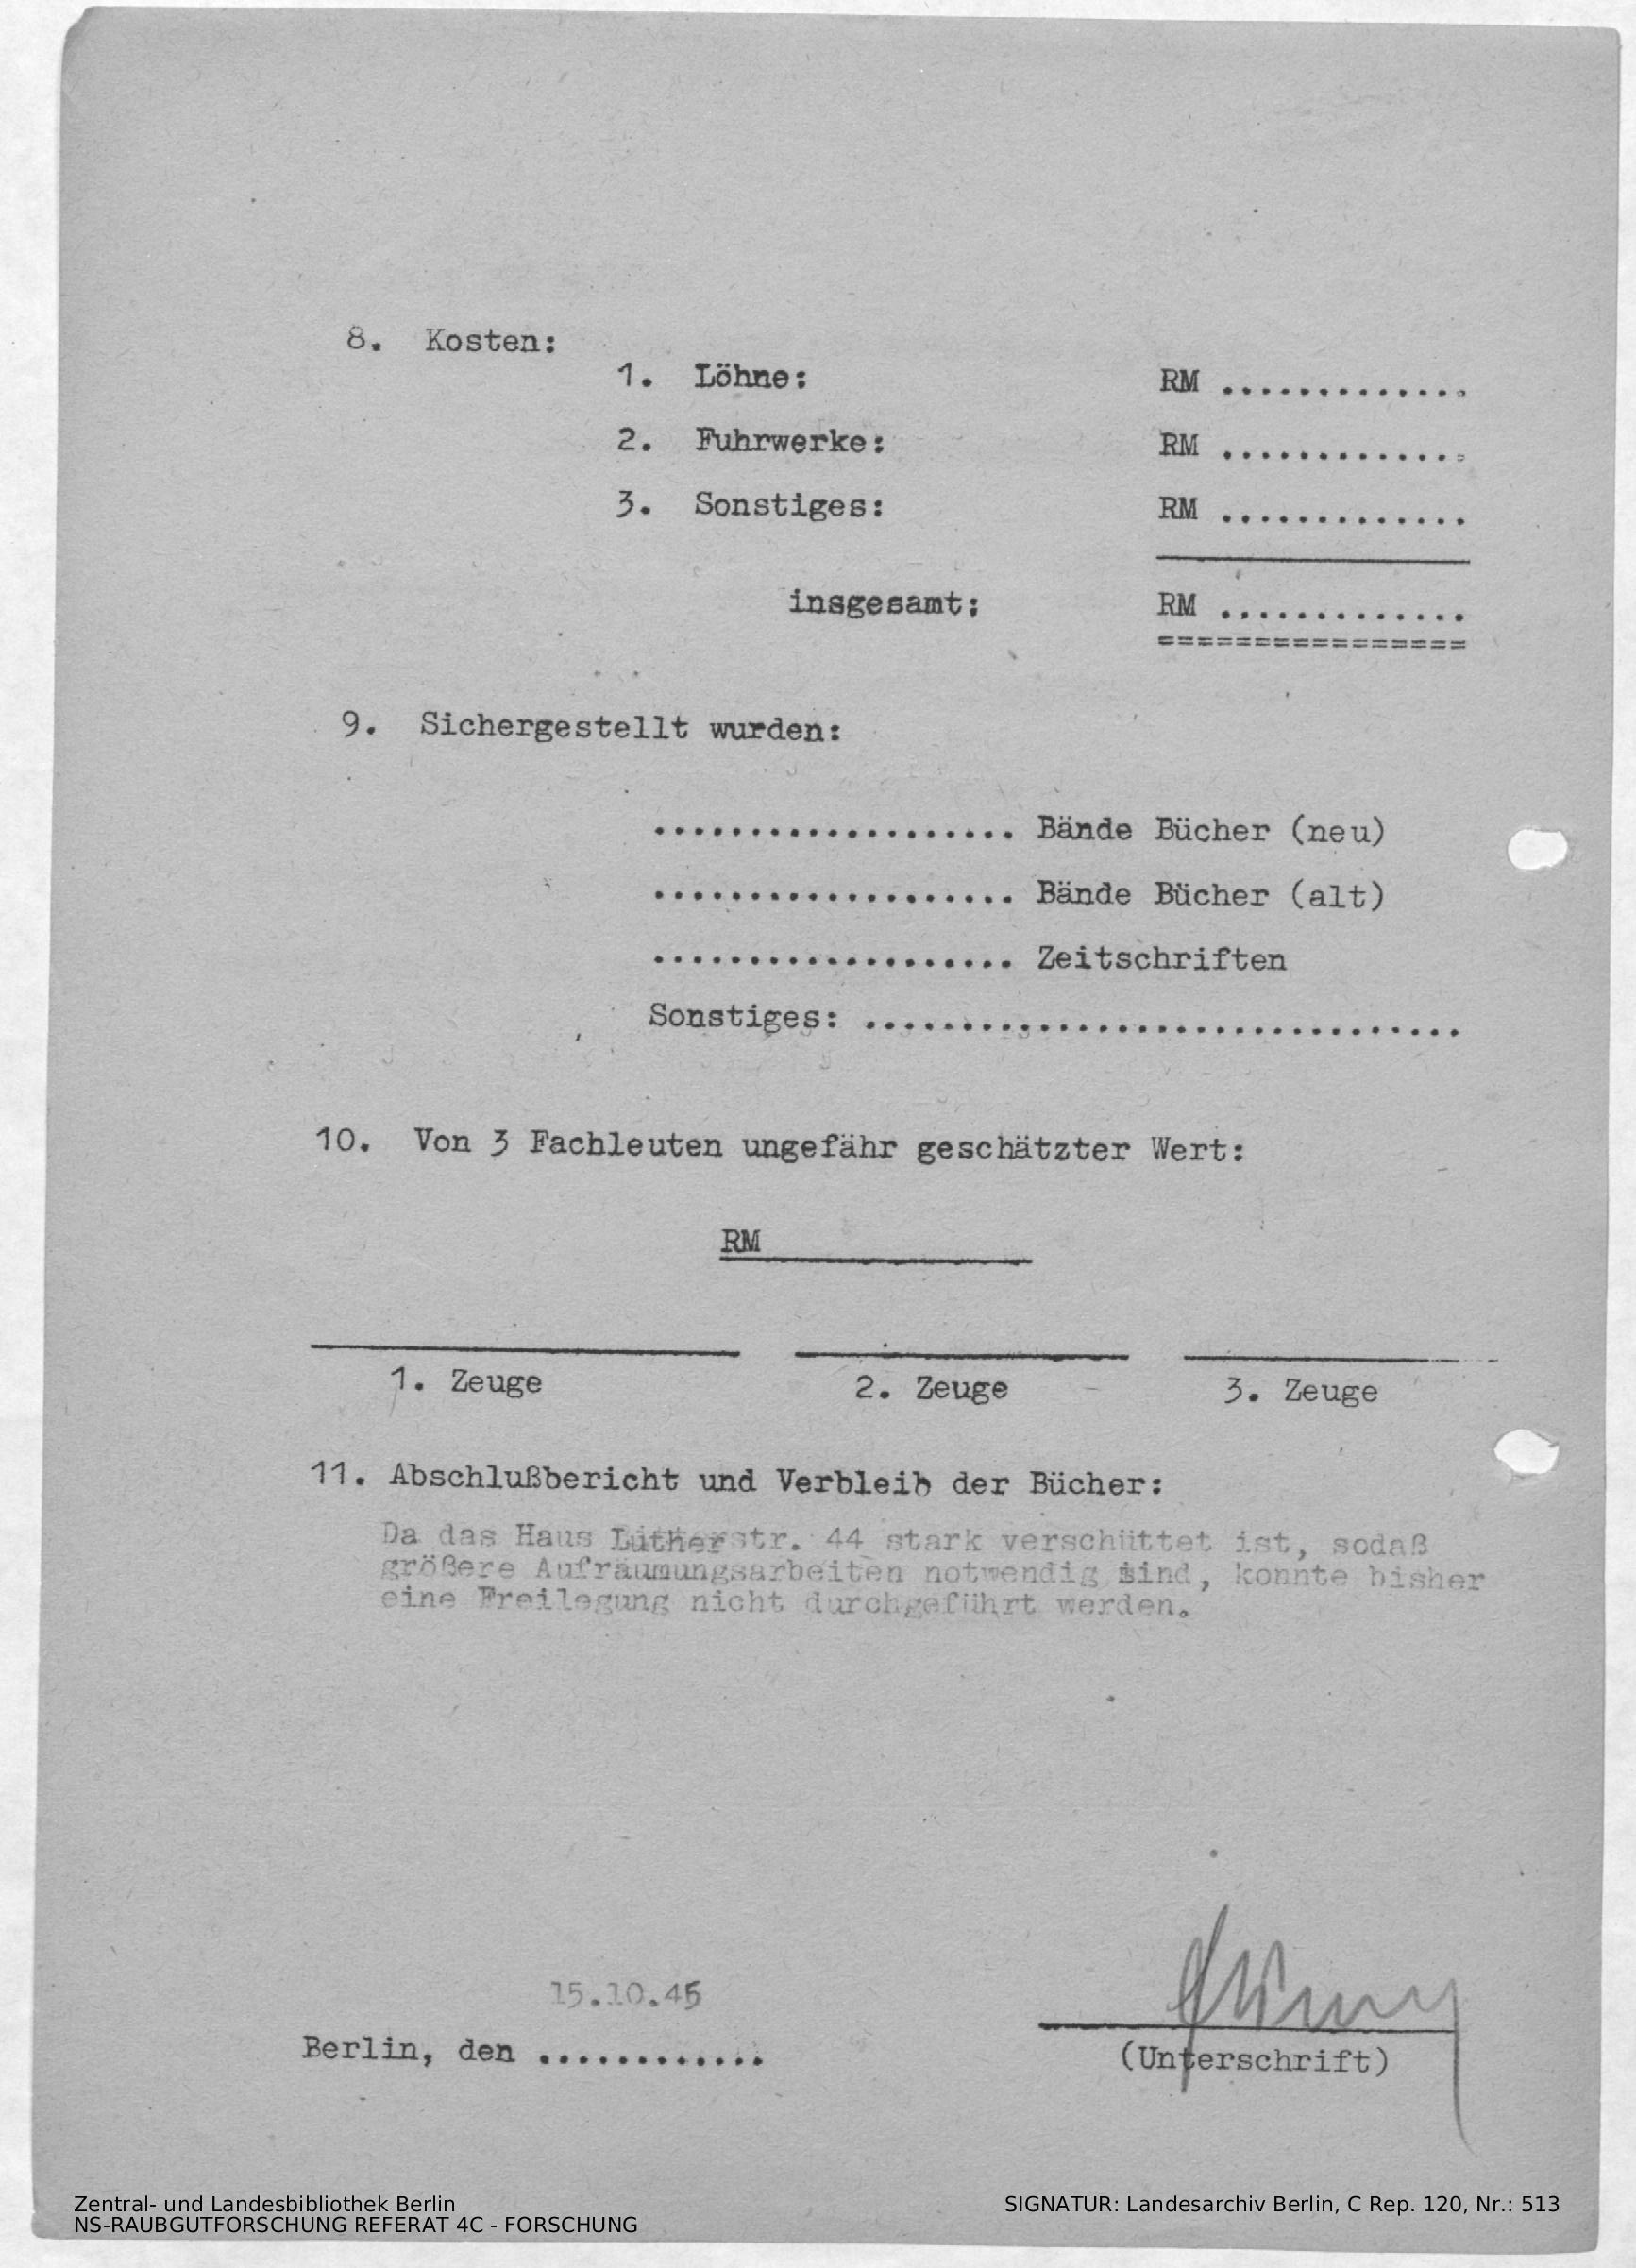 8. Kosten:
1. Löhne: RM .............
2. Fuhrwerke: RM .............
3. Sonstiges: RM .............
insgesamt: RM .............
================
9. Sichergestellt wurden:
................... Bände Bücher (neu)
................... Bände Bücher (alt)
................... Zeitschriften
Sonstiges: ...............................
10. Von 3 Fachleuten ungefähr geschätzter Wert:
RM
1. Zeuge 2. Zeuge 3. Zeuge
11. Abschlußbericht und Verbleib der Bücher:
Da das Haus Lutherstr. 44 stark verschüttet ist, sodaß
größere Aufräumungsarbeiten notwendig sind, konnte bisher
eine Freilegung nicht durchgeführt werden.
15.10.45
Berlin, den ............
(Unterschrift)
Zentral- und Landesbibliothek Berlin
NS-RAUBGUTFORSCHUNG REFERAT 4C - FORSCHUNG
SIGNATUR: Landesarchiv Berlin, C Rep. 120, Nr.: 513